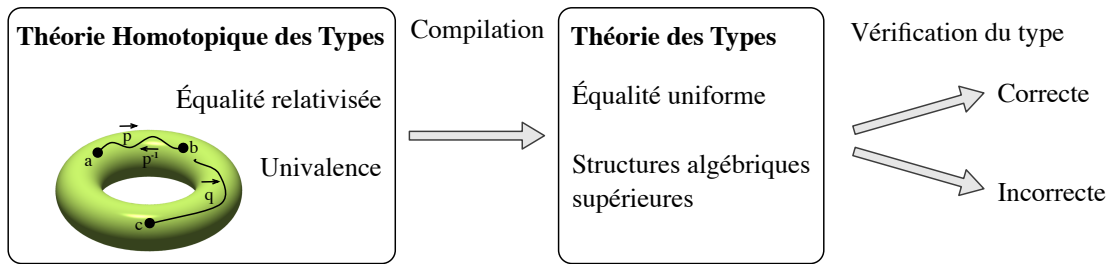 Théorie Homotopique des Types
Équalité relativisée
Univalence
p
a
b
p⁻¹
q
c
Compilation
Théorie des Types
Équalité uniforme
Structures algébriques
supérieures
Vérification du type
Correcte
Incorrecte